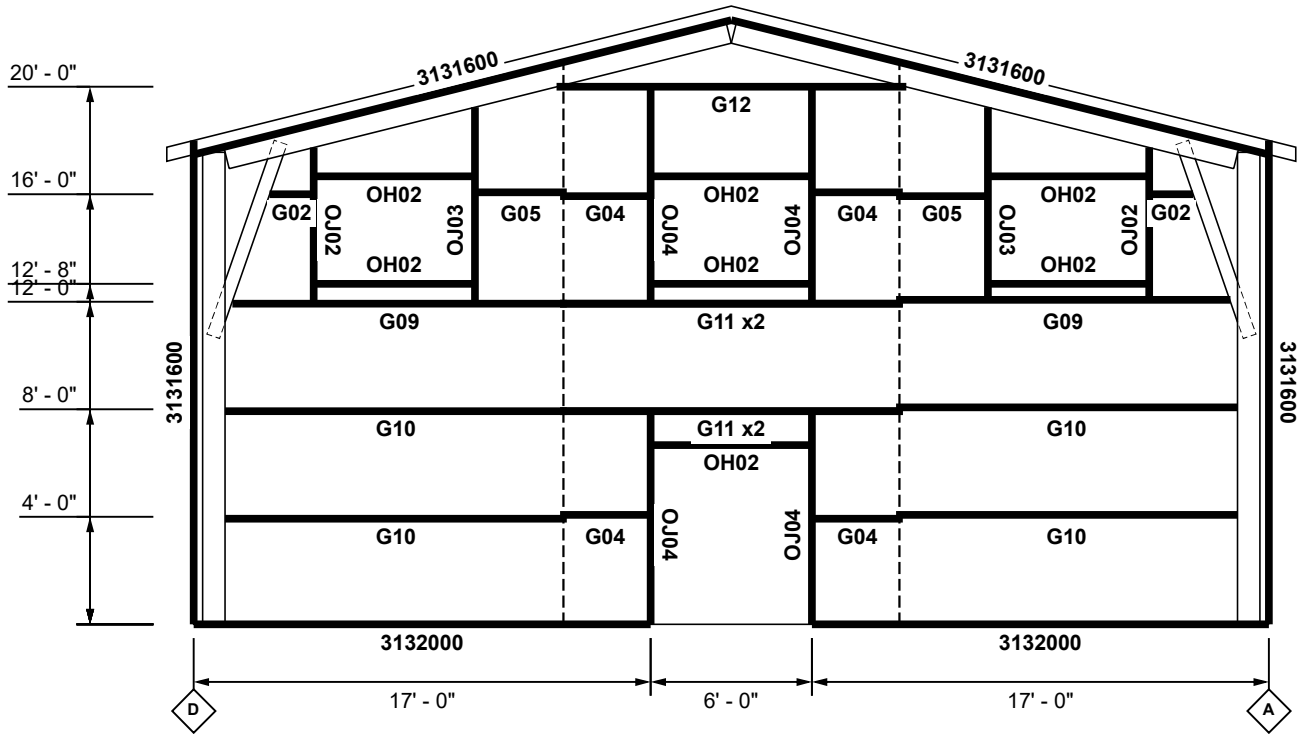 3131600
3131600
20' - 0"
G12
16' - 0"
OH02
OH02
OH02
G02
OJ02
OJ03
G05
G04
OJ04
OJ04
G04
G05
OJ03
OJ02
G02
12' - 8"
OH02
OH02
OH02
12' - 0"
G09
G11 x2
G09
3131600
3131600
8' - 0"
G10
G11 x2
G10
OH02
4' - 0"
G10
G04
OJ04
OJ04
G04
G10
3132000
3132000
17' - 0"
6' - 0"
17' - 0"
D
A